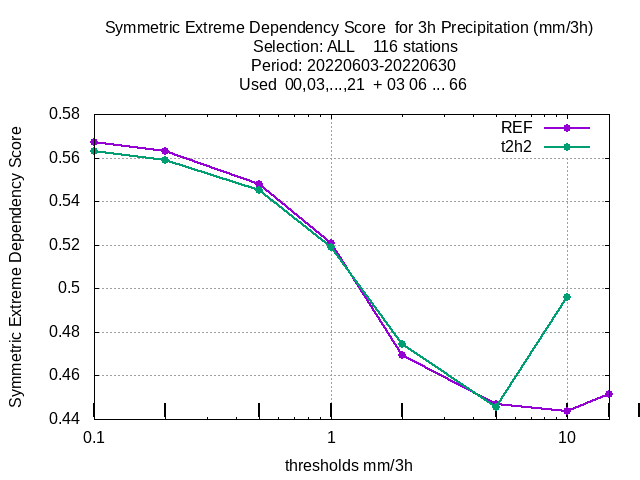 Symmetric Extreme Dependency Score  for 3h Precipitation (mm/3h)
Selection: ALL    116 stations
Period: 20220603-20220630
Used  00,03,...,21  + 03 06 ... 66
REF
t2h2
Symmetric Extreme Dependency Score
0.58
0.56
0.54
0.52
0.5
0.48
0.46
0.44
0.1
1
10
thresholds mm/3h